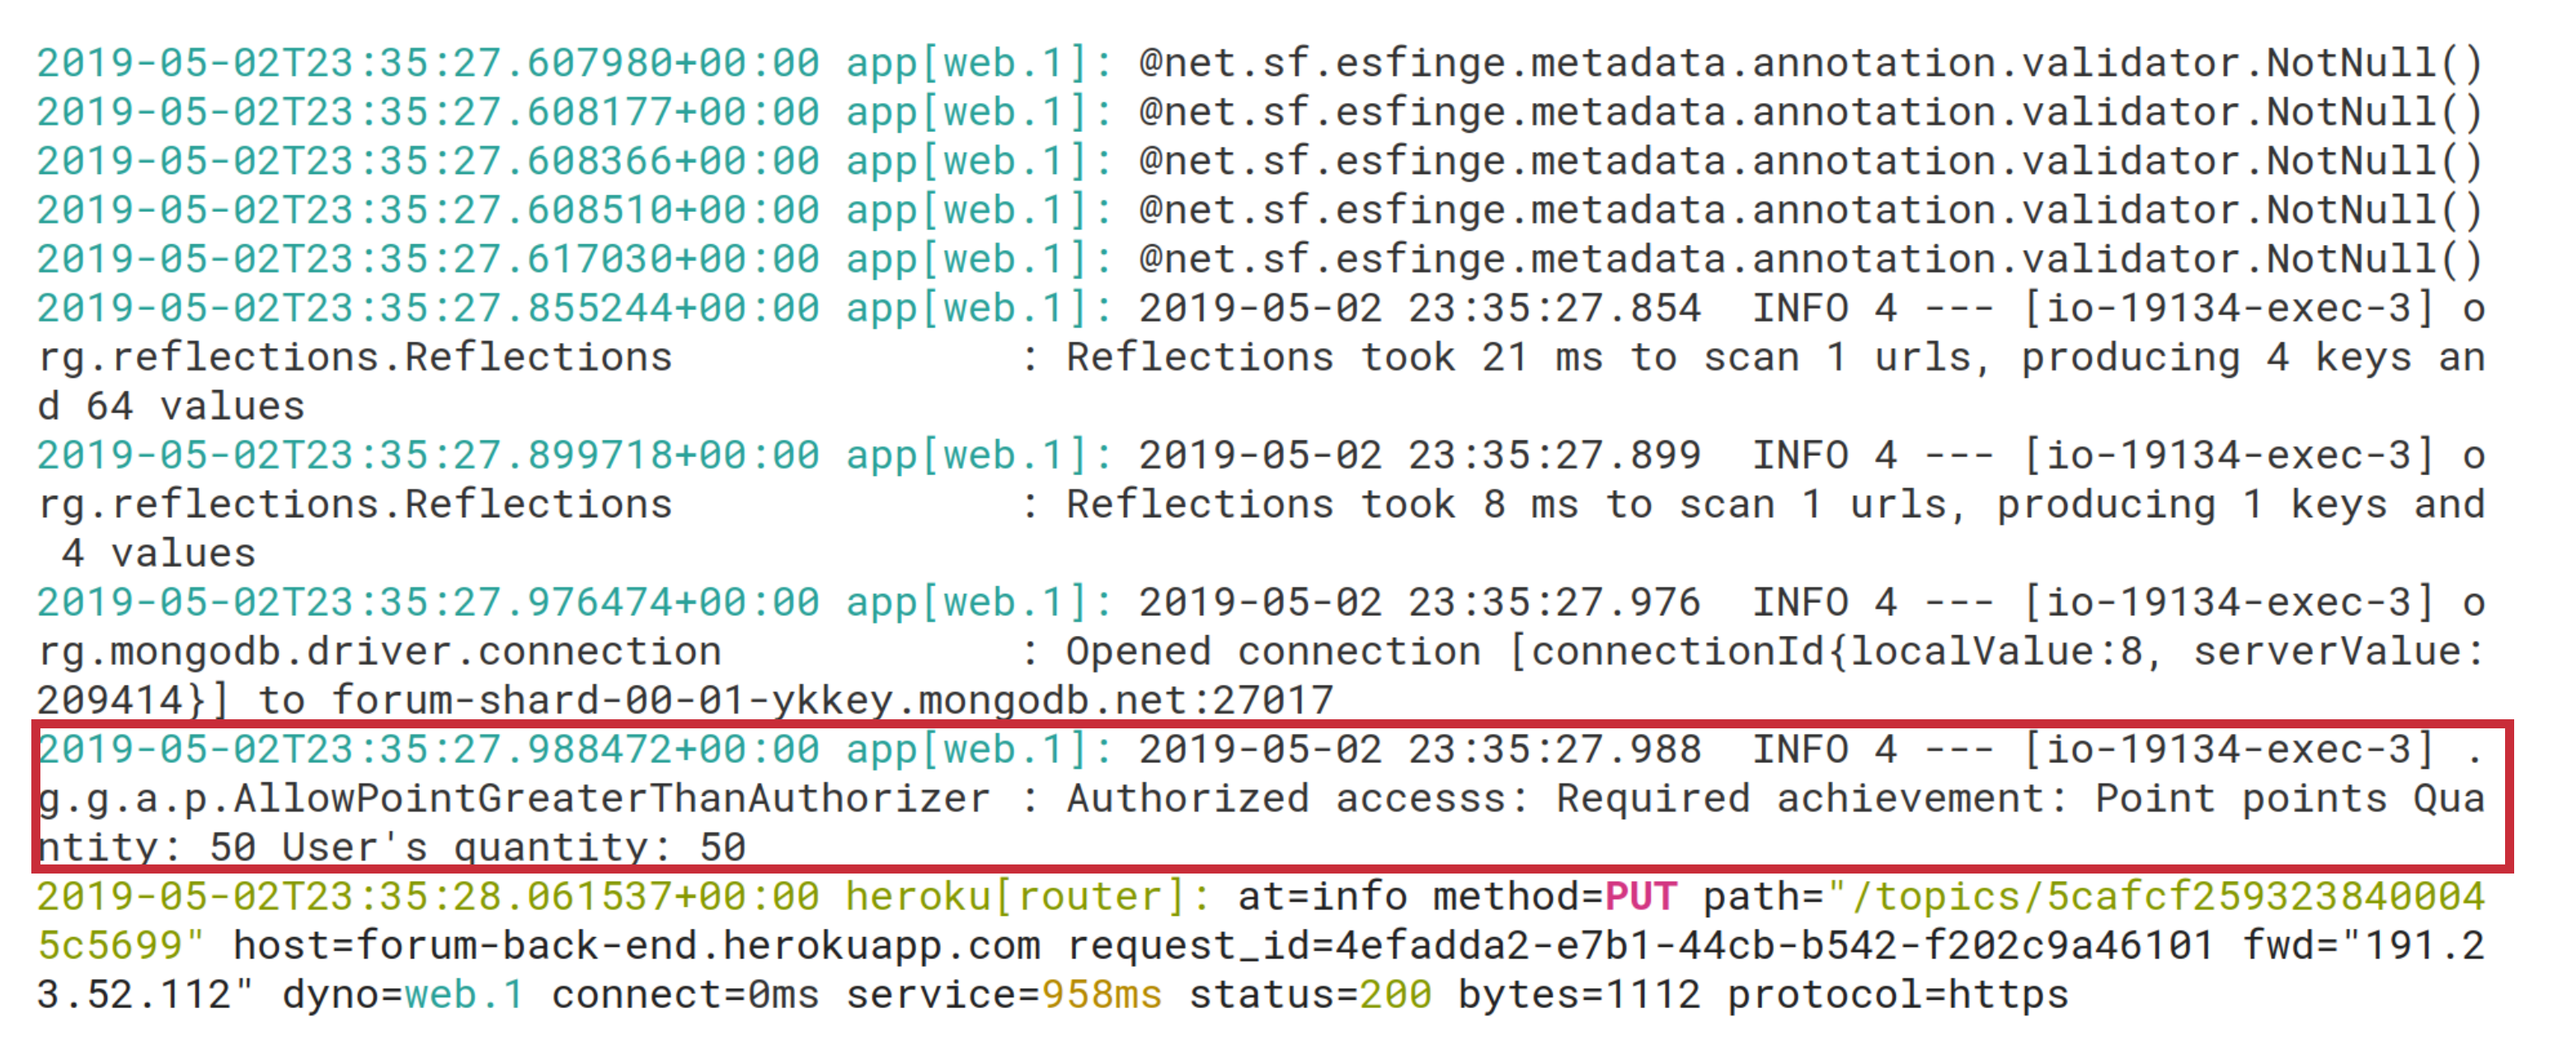 2019-05-02T23:35:27.607980+00:00 app[web.1]: @net.sf.esfinge.metadata.annotation.validator.NotNull()
2019-05-02T23:35:27.608177+00:00 app[web.1]: @net.sf.esfinge.metadata.annotation.validator.NotNull()
2019-05-02T23:35:27.608366+00:00 app[web.1]: @net.sf.esfinge.metadata.annotation.validator.NotNull()
2019-05-02T23:35:27.608510+00:00 app[web.1]: @net.sf.esfinge.metadata.annotation.validator.NotNull()
2019-05-02T23:35:27.617030+00:00 app[web.1]: @net.sf.esfinge.metadata.annotation.validator.NotNull()
2019-05-02T23:35:27.855244+00:00 app[web.1]: 2019-05-02 23:35:27.854  INFO 4 --- [io-19134-exec-3] o
rg.reflections.Reflections              : Reflections took 21 ms to scan 1 urls, producing 4 keys an
d 64 values
2019-05-02T23:35:27.899718+00:00 app[web.1]: 2019-05-02 23:35:27.899  INFO 4 --- [io-19134-exec-3] o
rg.reflections.Reflections              : Reflections took 8 ms to scan 1 urls, producing 1 keys and
 4 values
2019-05-02T23:35:27.976474+00:00 app[web.1]: 2019-05-02 23:35:27.976  INFO 4 --- [io-19134-exec-3] o
rg.mongodb.driver.connection            : Opened connection [connectionId{localValue:8, serverValue:
209414}] to forum-shard-00-01-ykkey.mongodb.net:27017
2019-05-02T23:35:27.988472+00:00 app[web.1]: 2019-05-02 23:35:27.988  INFO 4 --- [io-19134-exec-3] .
g.g.a.p.AllowPointGreaterThanAuthorizer : Authorized accesss: Required achievement: Point points Qua
ntity: 50 User's quantity: 50
2019-05-02T23:35:28.061537+00:00 heroku[router]: at=info method=PUT path="/topics/5cafcf259323840004
5c5699" host=forum-back-end.herokuapp.com request_id=4efadda2-e7b1-44cb-b542-f202c9a46101 fwd="191.2
3.52.112" dyno=web.1 connect=0ms service=958ms status=200 bytes=1112 protocol=https